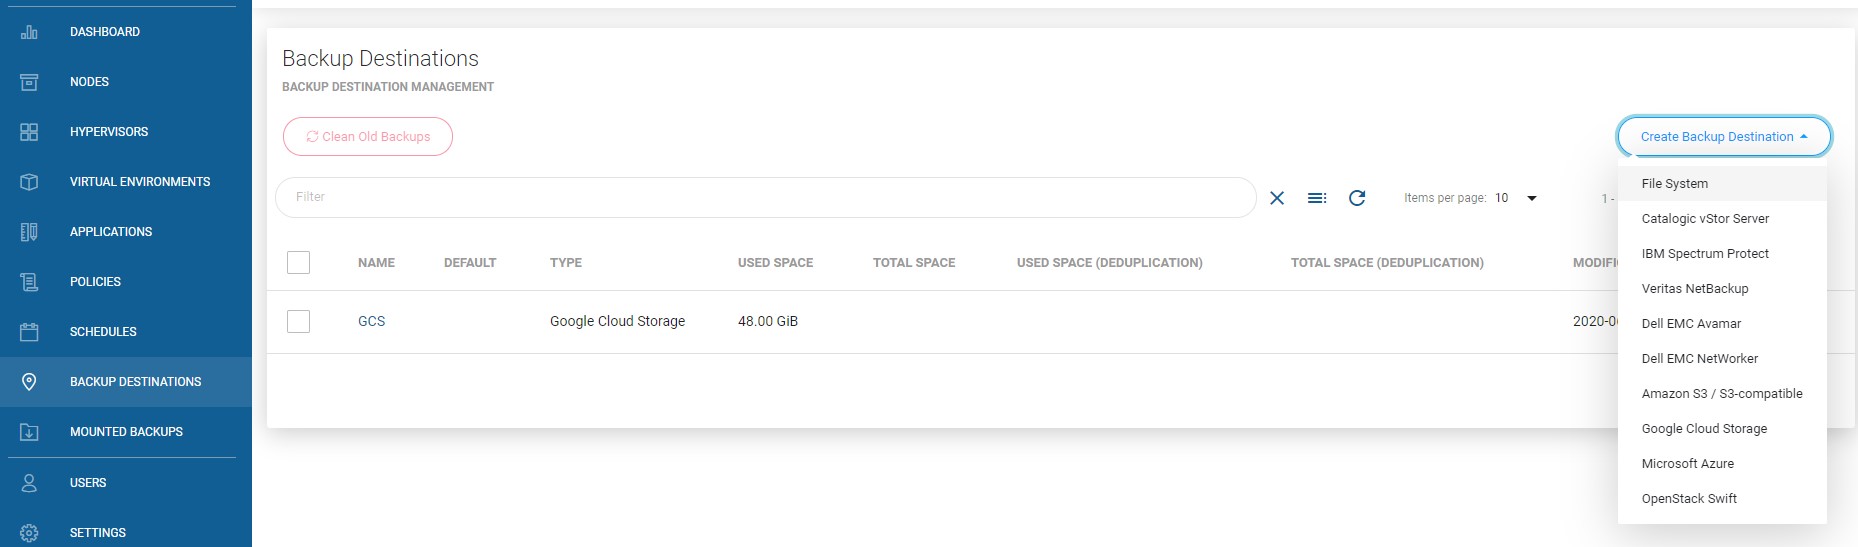 DASHBOARD
NODES
HYPERVISORS
VIRTUAL ENVIRONMENTS
APPLICATIONS
POLICIES
SCHEDULES
BACKUP DESTINATIONS
MOUNTED BACKUPS
USERS
SETTINGS
Backup Destinations
BACKUP DESTINATION MANAGEMENT
Clean Old Backups
Create Backup Destination
Filter
Items per page: 10
1 -
NAME DEFAULT TYPE USED SPACE TOTAL SPACE USED SPACE (DEDUPLICATION) TOTAL SPACE (DEDUPLICATION)
GCS Google Cloud Storage 48.00 GiB
File System
Catalogic vStor Server
IBM Spectrum Protect
Veritas NetBackup
Dell EMC Avamar
Dell EMC NetWorker
Amazon S3 / S3-compatible
Google Cloud Storage
Microsoft Azure
OpenStack Swift